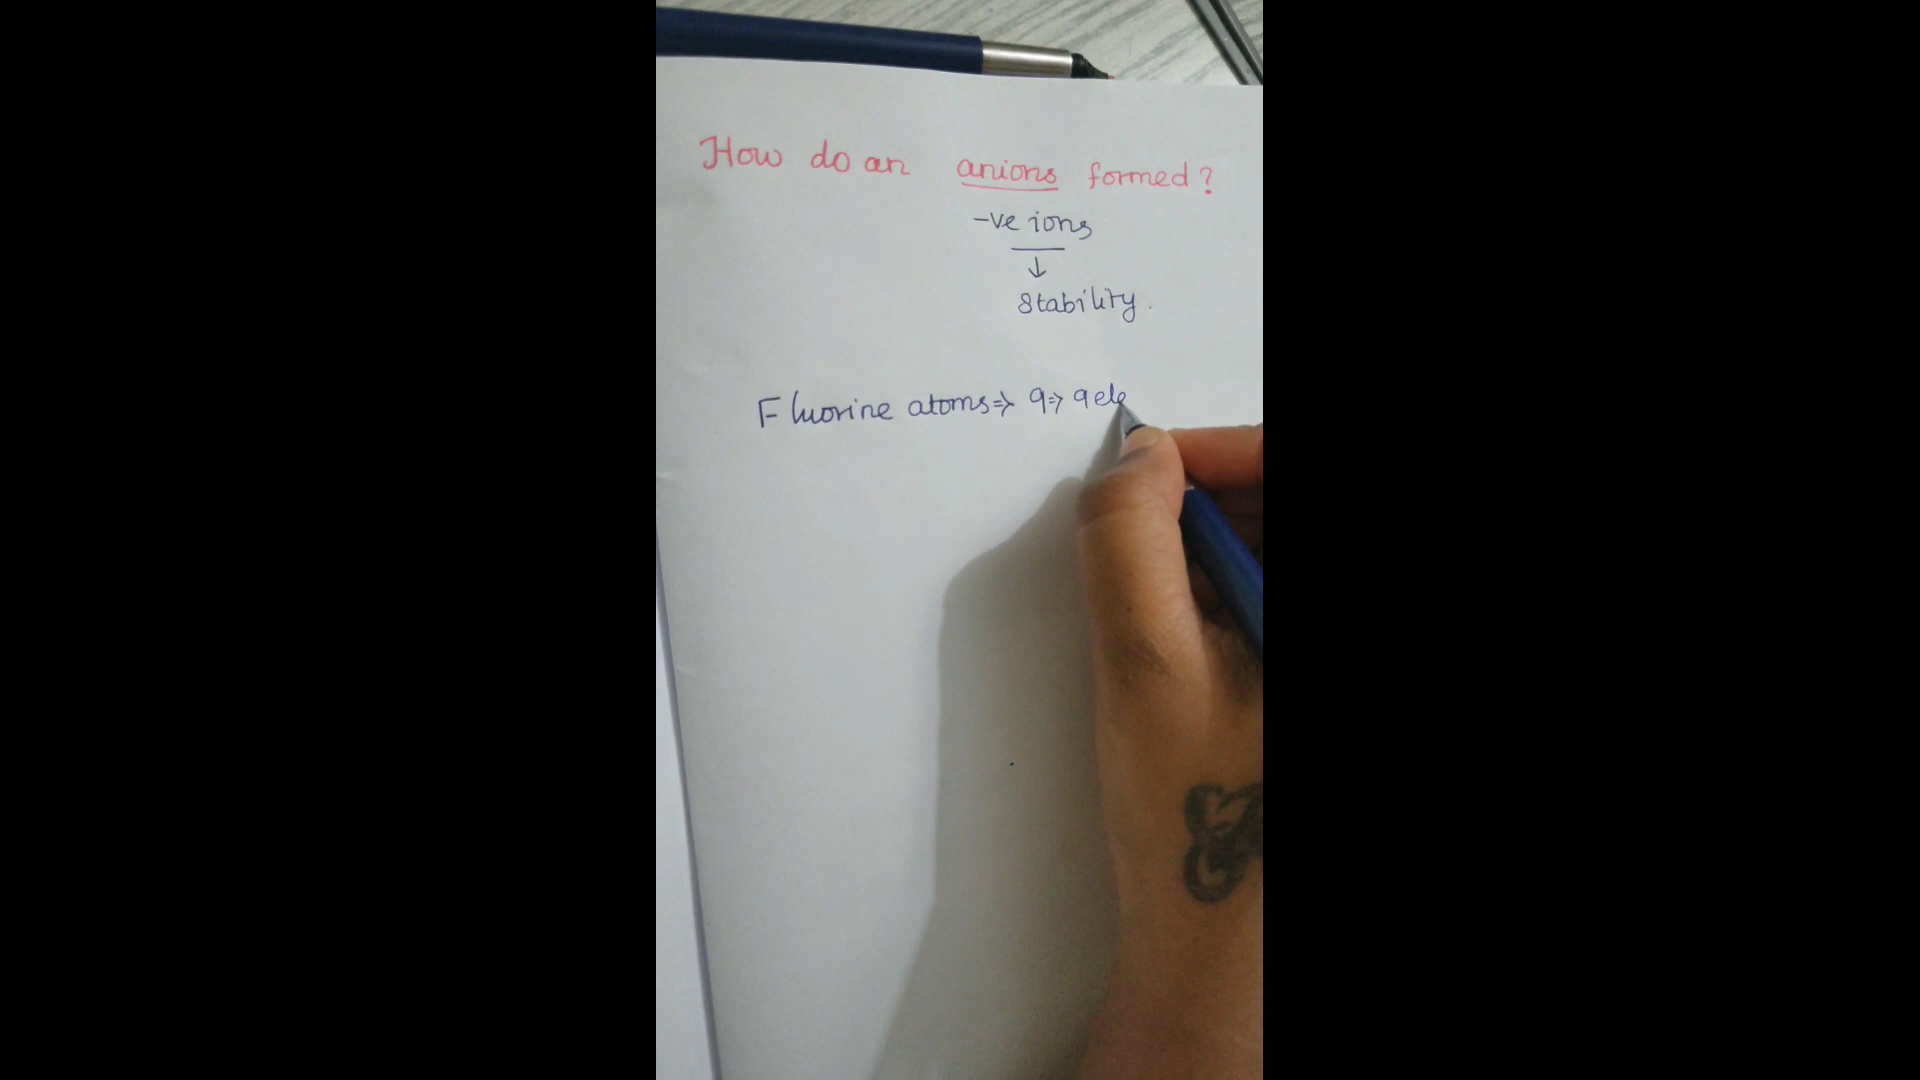 How do an anions formed?
-ve ions
↓
Stability.
Fluorine atoms⇒ 9⇒ 9 ele